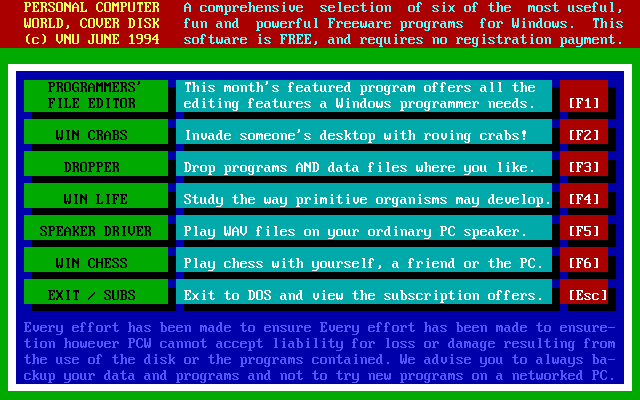 PERSONAL COMPUTER
WORLD, COVER DISK
(c) VNU JUNE 1994
A comprehensive selection of six of the most useful,
fun and powerful Freeware programs for Windows. This
software is FREE, and requires no registration payment.
PROGRAMMERS'
FILE EDITOR
This month's featured program offers all the
editing features a Windows programmer needs.
[F1]
WIN CRABS
Invade someone's desktop with roving crabs!
[F2]
DROPPER
Drop programs AND data files where you like.
[F3]
WIN LIFE
Study the way primitive organisms may develop.
[F4]
SPEAKER DRIVER
Play WAV files on your ordinary PC speaker.
[F5]
WIN CHESS
Play chess with yourself, a friend or the PC.
[F6]
EXIT / SUBS
Exit to DOS and view the subscription offers.
[Esc]
Every effort has been made to ensure Every effort has been made to ensure-
tion however PCW cannot accept liability for loss or damage resulting from
the use of the disk or the programs contained. We advise you to always ba-
ckup your data and programs and not to try new programs on a networked PC.